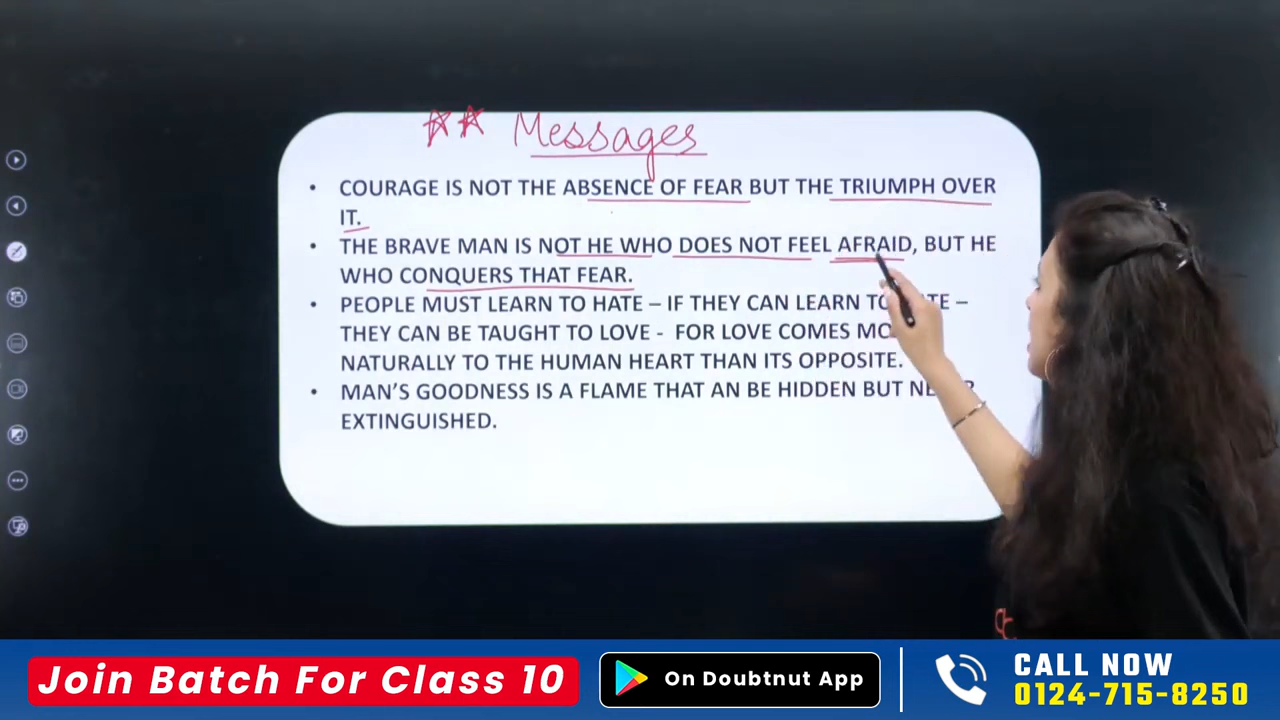 Messages
• COURAGE IS NOT THE ABSENCE OF FEAR BUT THE TRIUMPH OVER
IT.
• THE BRAVE MAN IS NOT HE WHO DOES NOT FEEL AFRAID, BUT HE
WHO CONQUERS THAT FEAR.
• PEOPLE MUST LEARN TO HATE – IF THEY CAN LEARN –
THEY CAN BE TAUGHT TO LOVE - FOR LOVE COMES
NATURALLY TO THE HUMAN HEART THAN ITS OPPOSITE.
• MAN'S GOODNESS IS A FLAME THAT AN BE HIDDEN BUT
EXTINGUISHED.
Join Batch For Class 10
On Doubtnut App
CALL NOW
0124-715-8250